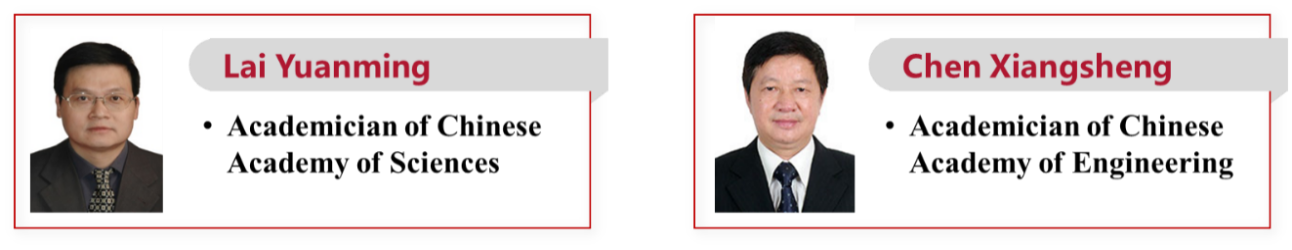 Lai Yuanming
• Academician of Chinese
Academy of Sciences
Chen Xiangsheng
• Academician of Chinese
Academy of Engineering